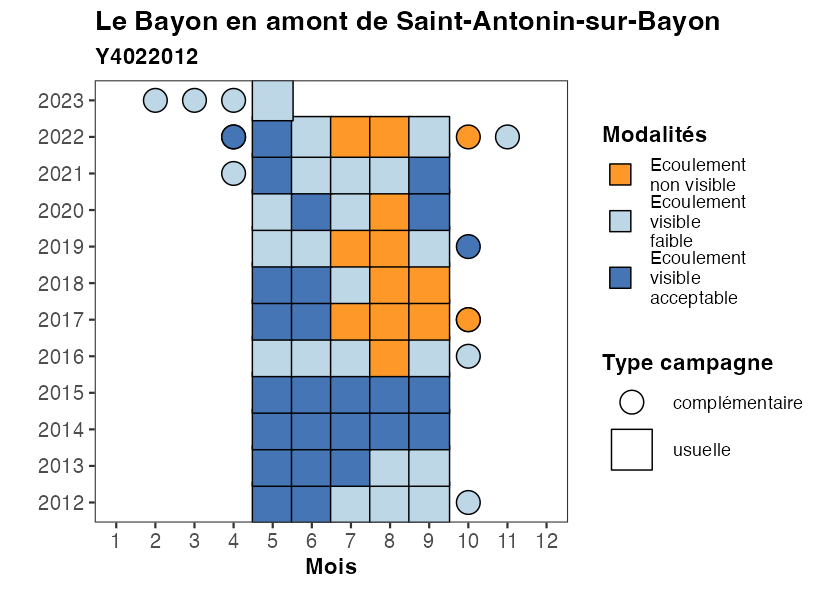 Le Bayon en amont de Saint-Antonin-sur-Bayon
Y4022012
2023
2022
2021
2020
2019
2018
2017
2016
2015
2014
2013
2012
1 2 3 4 5 6 7 8 9 10 11 12
Mois
Modalités
Ecoulement
non visible
Ecoulement
visible
faible
Ecoulement
visible
acceptable
Type campagne
complémentaire
usuelle